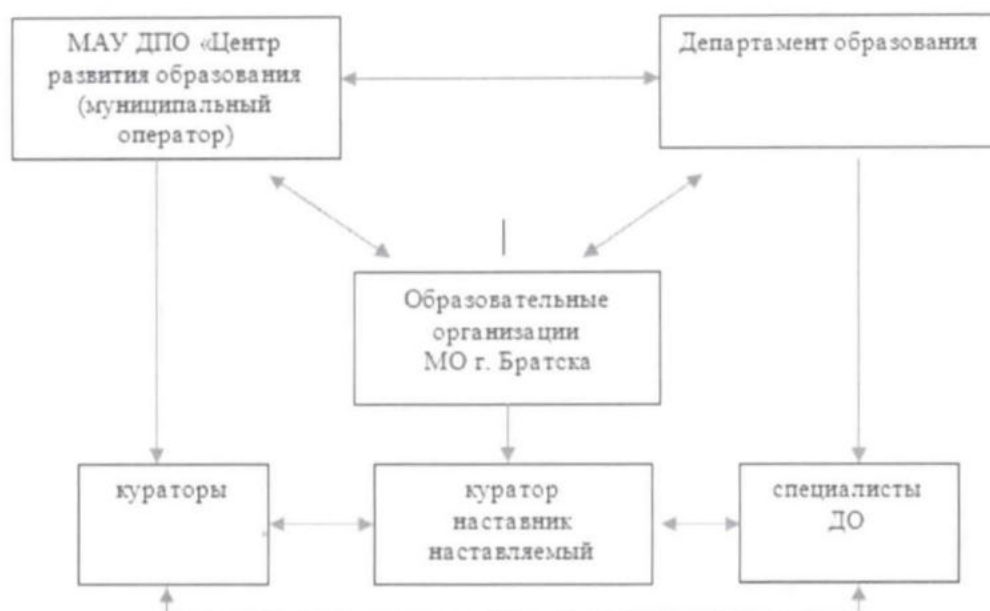 МАУ ДПО «Центр
развития образования
(муниципальный
оператор)
Департамент образования
Образовательные
организации
МО г. Братска
кураторы
куратор
наставник
наставляемый
специалисты
ДО